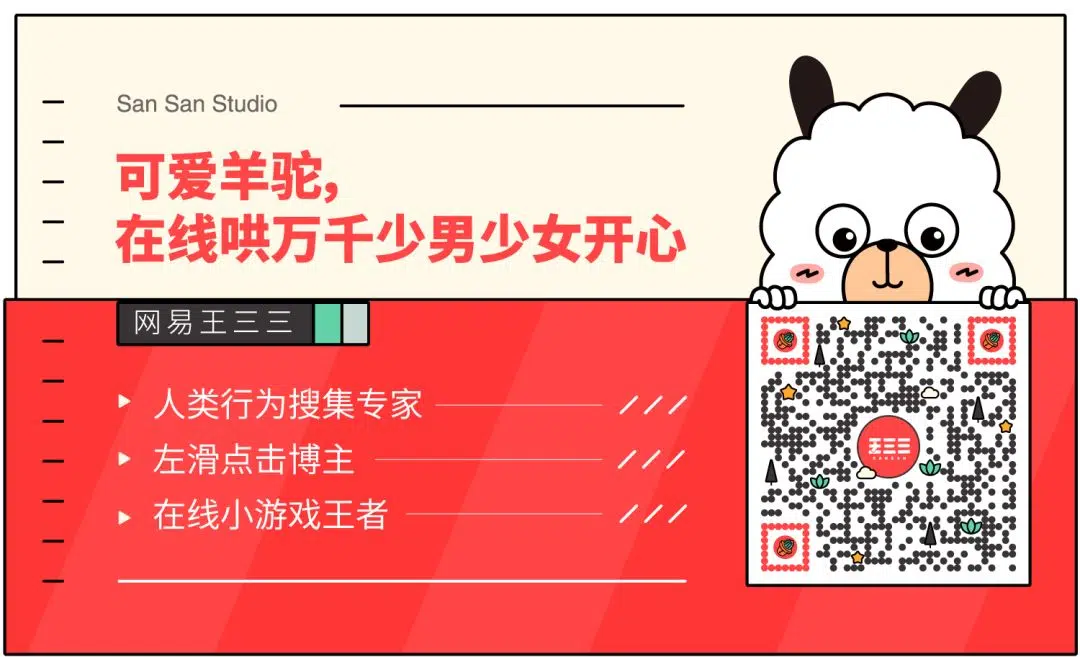 San San Studio
可爱羊驼，
在线哄万千少男少女开心
网易王三三
人类行为搜集专家
左滑点击博主
在线小游戏王者
王三三
SANSAN